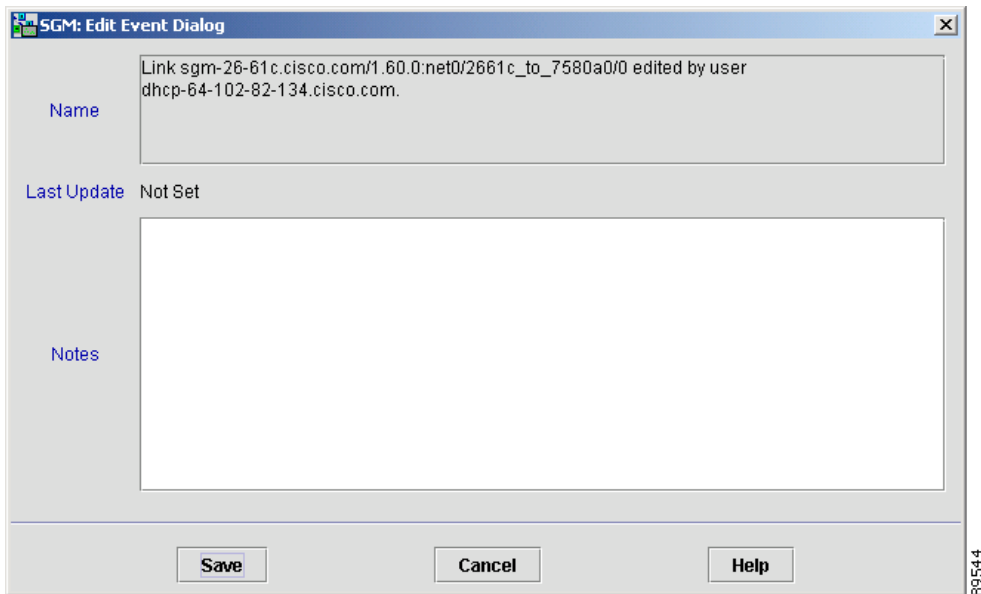 SGM: Edit Event Dialog
Name
Link sgm-26-61c.cisco.com/1.60.0:net0/2661c_to_7580a0/0 edited by user
dhcp-64-102-82-134.cisco.com.
Last Update Not Set
Notes
Save Cancel Help
89544